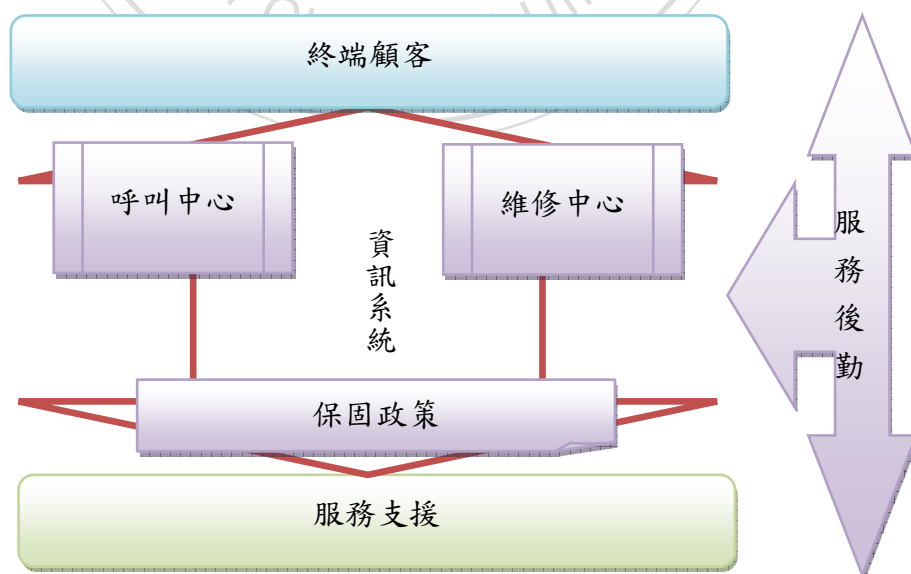 終端顧客
呼叫中心
維修中心
資訊系統
服務後勤
保固政策
服務支援